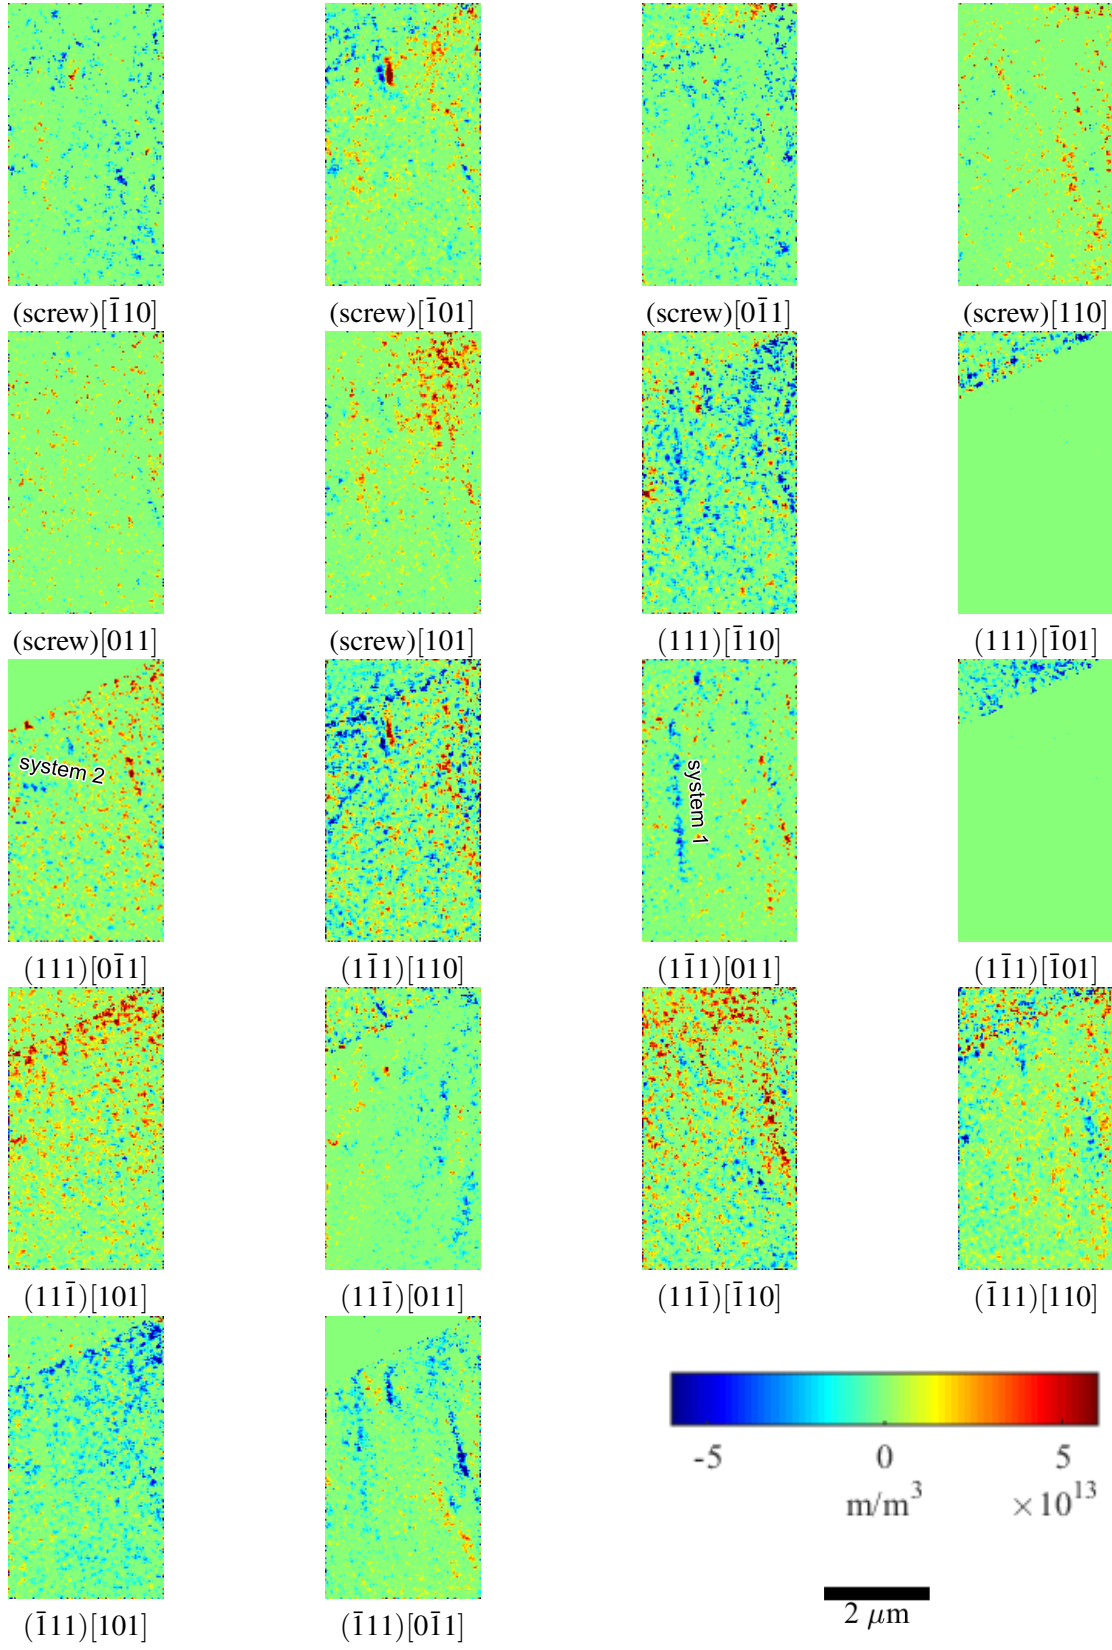 (screw)[1̄10] (screw)[1̄01] (screw)[01̄1] (screw)[110]
(screw)[011] (screw)[101] (111)[1̄10] (111)[1̄01]
system 2
system 1
(111)[01̄1] (11̄1)[110] (11̄1)[011] (11̄1)[1̄01]
(111̄)[101] (111̄)[011] (111̄)[1̄10] (1̄11)[110]
-5 0 5
m/m³ ×10¹³
(1̄11)[101] (1̄11)[01̄1]
2 μm